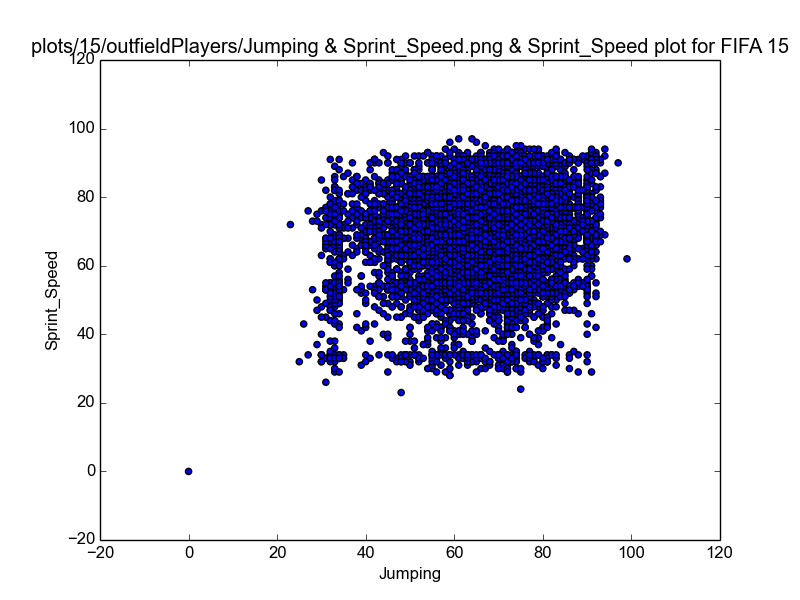 plots/15/outfieldPlayers/Jumping & Sprint_Speed.png & Sprint_Speed plot for FIFA 15
120
100
80
60
40
20
0
−20
Sprint_Speed
−20 0 20 40 60 80 100 120
Jumping